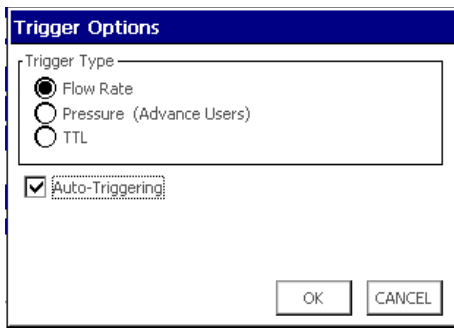 Trigger Options
Trigger Type
Flow Rate
Pressure (Advance Users)
TTL
Auto-Triggering
OK
CANCEL